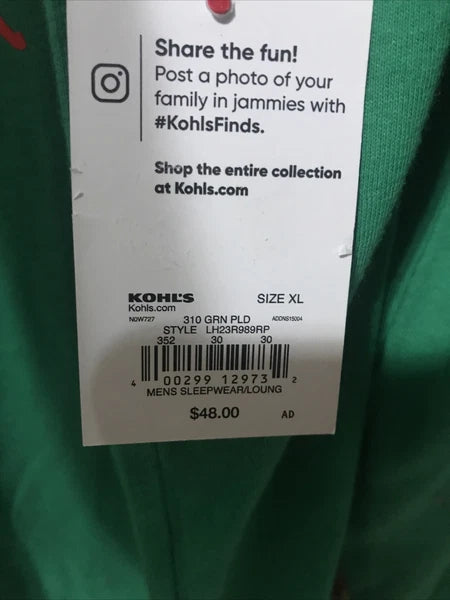 Share the fun!
Post a photo of your
family in jammies with
#KohlsFinds.
Shop the entire collection
at Kohls.com
KOHL'S SIZE XL
Kohls.com
N0W727 310 GRN PLD ADDNS15004
STYLE LH23R989RP
352 30 30
4 00299 12973 2
MENS SLEEPWEAR/LOUNG
$48.00 AD